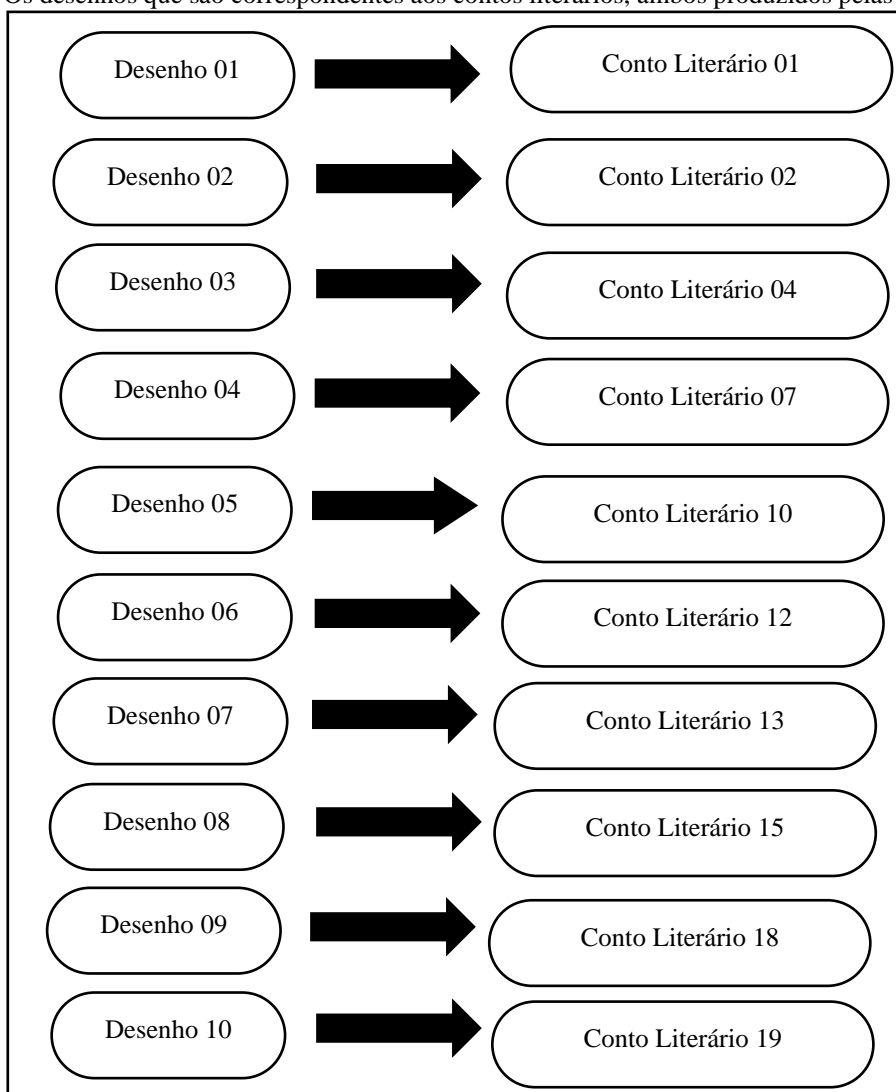 Os desenhos que são correspondentes aos contos literários, ambos produzidos pelas
Desenho 01 Conto Literário 01
Desenho 02 Conto Literário 02
Desenho 03 Conto Literário 04
Desenho 04 Conto Literário 07
Desenho 05 Conto Literário 10
Desenho 06 Conto Literário 12
Desenho 07 Conto Literário 13
Desenho 08 Conto Literário 15
Desenho 09 Conto Literário 18
Desenho 10 Conto Literário 19